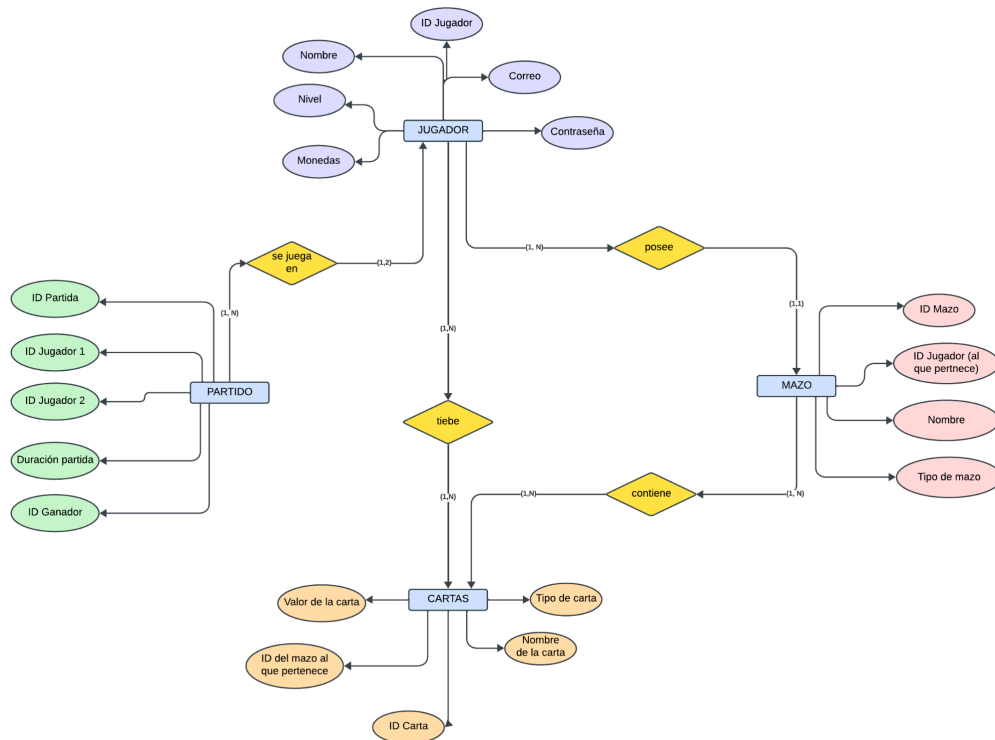 ID Jugador
Nombre
Correo
Nivel
JUGADOR
Contraseña
Monedas
se juega
en
(1,2)
(1, N)
posee
(1, N)
(1,1)
ID Partida
ID Jugador 1
PARTIDO
ID Jugador 2
Duración partida
ID Ganador
(1,N)
tiebe
(1,N)
ID Mazo
MAZO
ID Jugador (al
que pertnece)
Nombre
Tipo de mazo
(1,N)
contiene
(1, N)
Valor de la carta
CARTAS
Tipo de carta
Nombre
de la carta
ID del mazo al
que pertenece
ID Carta